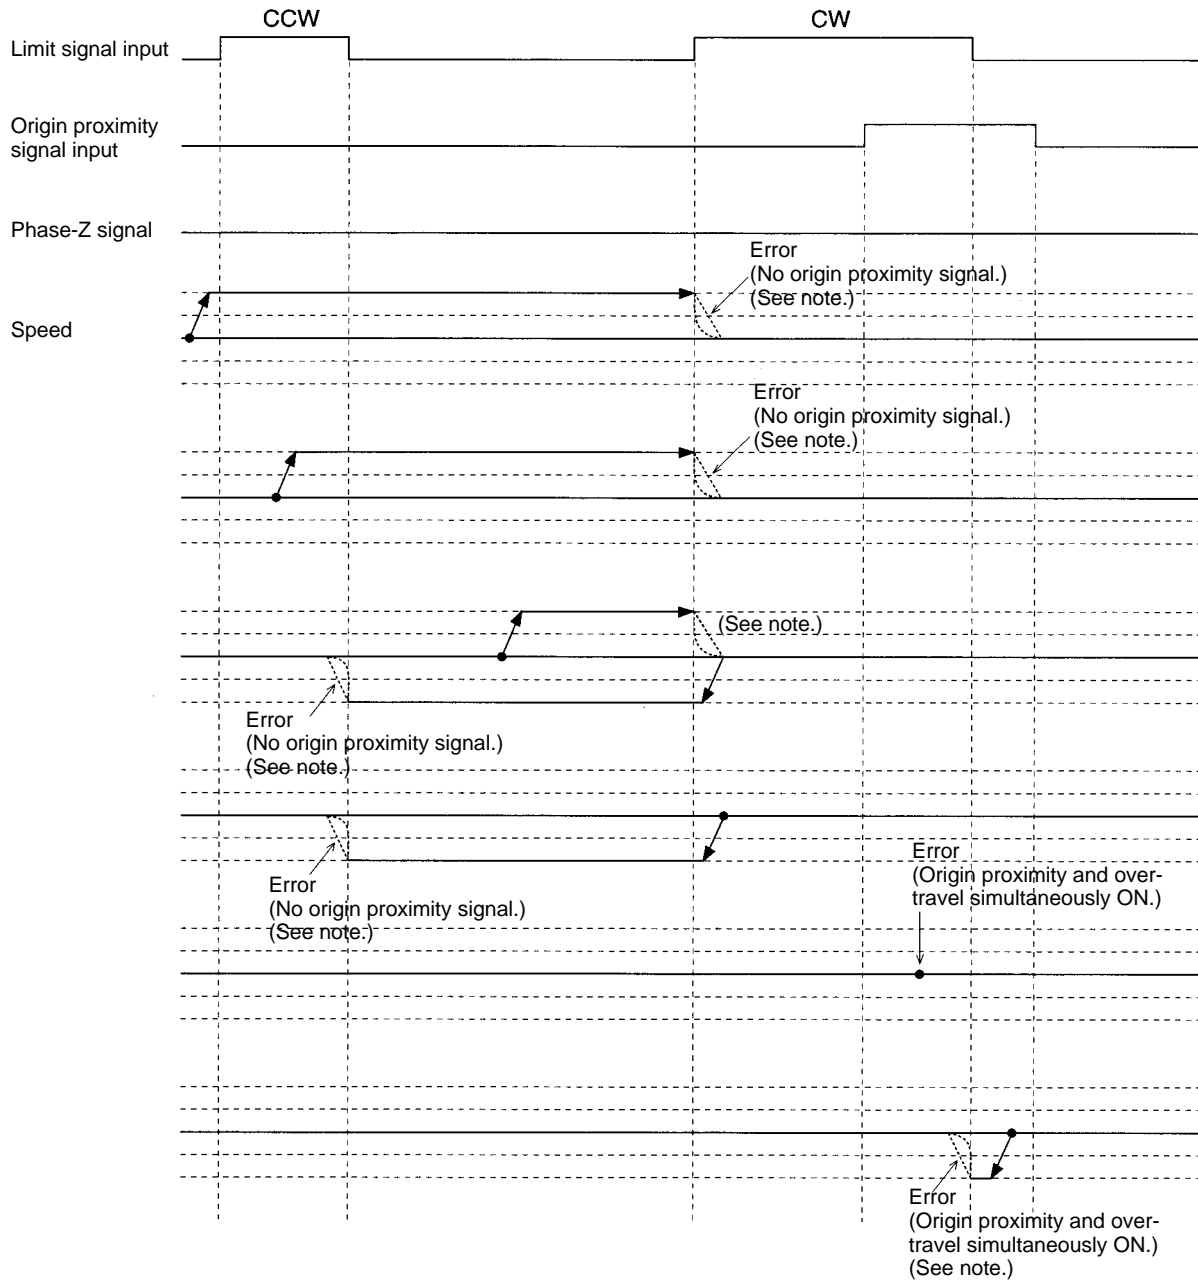 CCW
CW
Limit signal input
Origin proximity
signal input
Phase-Z signal
Error
(No origin proximity signal.)
(See note.)
Speed
Error
(No origin proximity signal.)
(See note.)
(See note.)
Error
(No origin proximity signal.)
(See note.)
Error
(Origin proximity and over-
travel simultaneously ON.)
Error
(No origin proximity signal.)
(See note.)
Error
(Origin proximity and over-
travel simultaneously ON.)
(See note.)